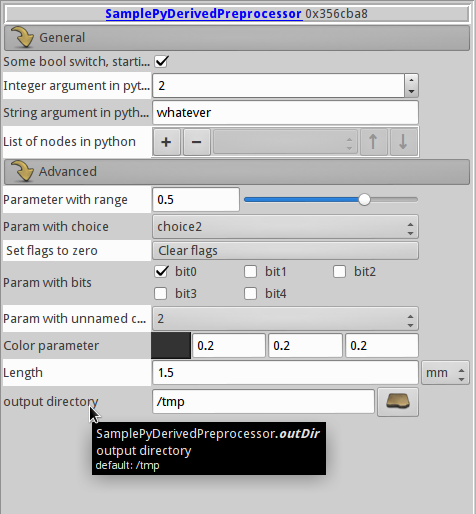 SamplePyDerivedPreprocessor 0x356cba8
General
Some bool switch, starti...
Integer argument in pyt... 2
String argument in pyth... whatever
List of nodes in python + −
Advanced
Parameter with range 0.5
Param with choice choice2
Set flags to zero Clear flags
Param with bits bit0 bit1 bit2
bit3 bit4
Param with unnamed c... 2
Color parameter 0.2 0.2 0.2
Length 1.5 mm
output directory /tmp
SamplePyDerivedPreprocessor.outDir
output directory
default: /tmp